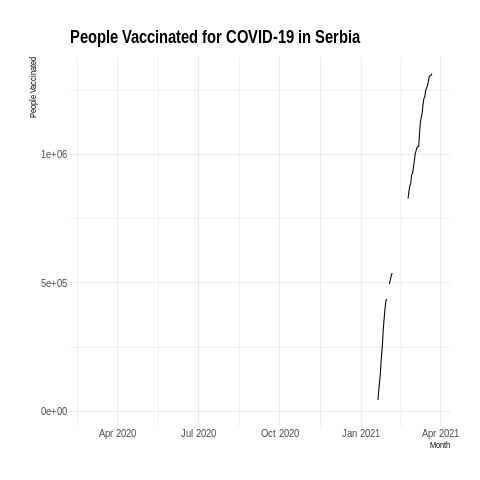 People Vaccinated for COVID-19 in Serbia
People Vaccinated
1e+06
5e+05
0e+00
Apr 2020 Jul 2020 Oct 2020 Jan 2021 Apr 2021
Month